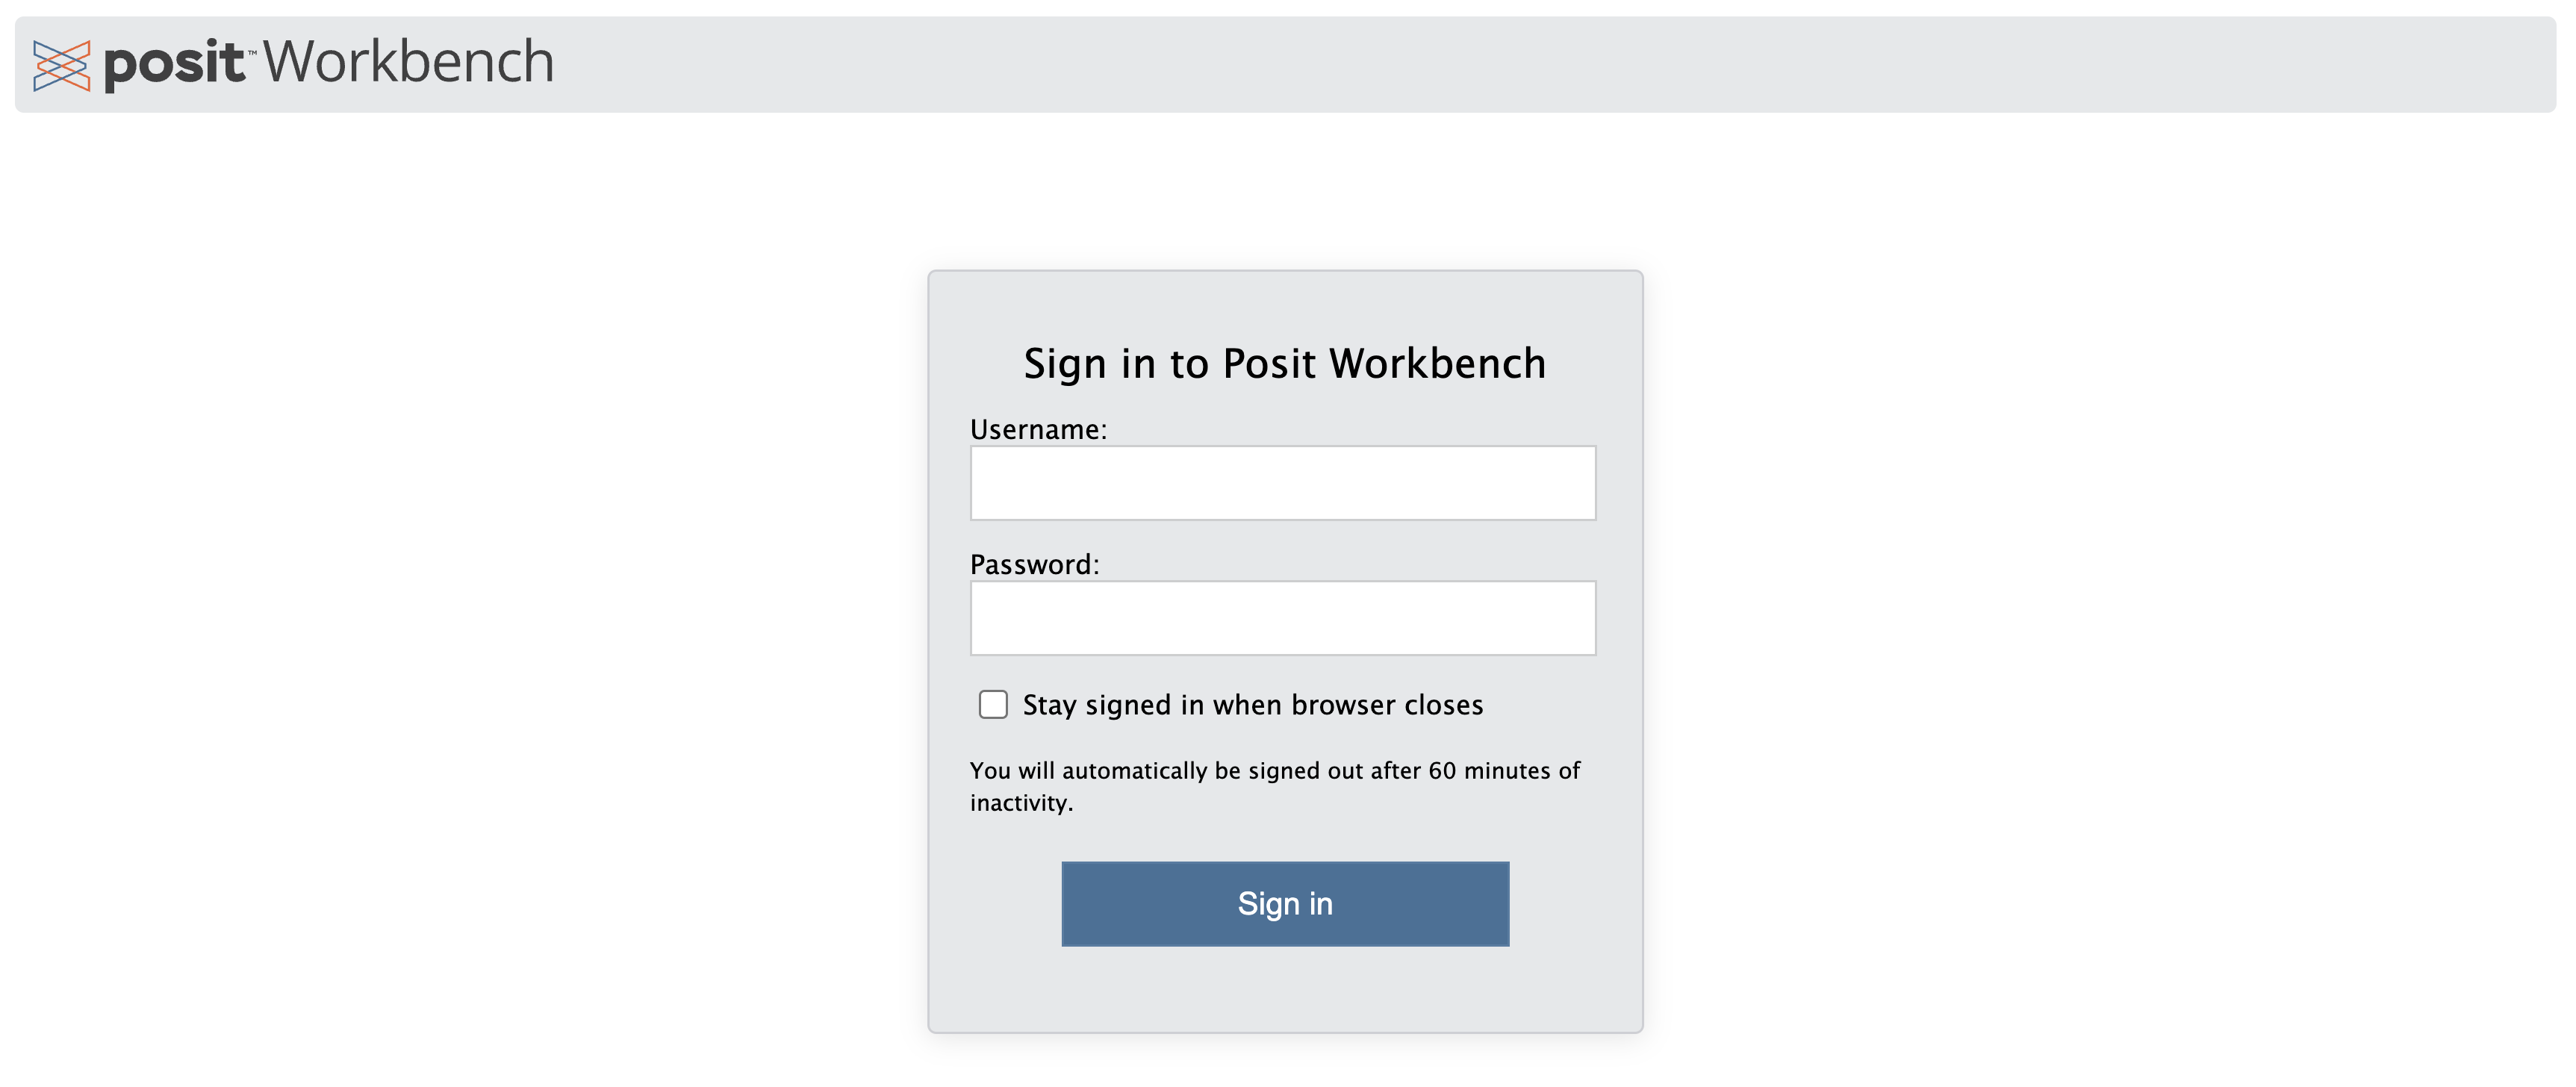 posit™ Workbench
Sign in to Posit Workbench
Username:
Password:
Stay signed in when browser closes
You will automatically be signed out after 60 minutes of
inactivity.
Sign in